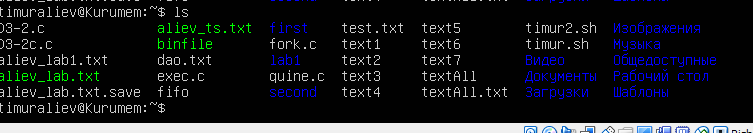 timuraliev@Kurumem:~$ ls
03-2.c aliev_ts.txt first test.txt text5 timur2.sh Изображения
03-2c.c binfile fork.c text1 text6 timur.sh Музыка
aliev_lab1.txt dao.txt lab1 text2 text7 Видео Общедоступные
aliev_lab.txt exec.c quine.c text3 textAll Документы Рабочий стол
aliev_lab.txt.save fifo second text4 textAll.txt Загрузки Шаблоны
timuraliev@Kurumem:~$